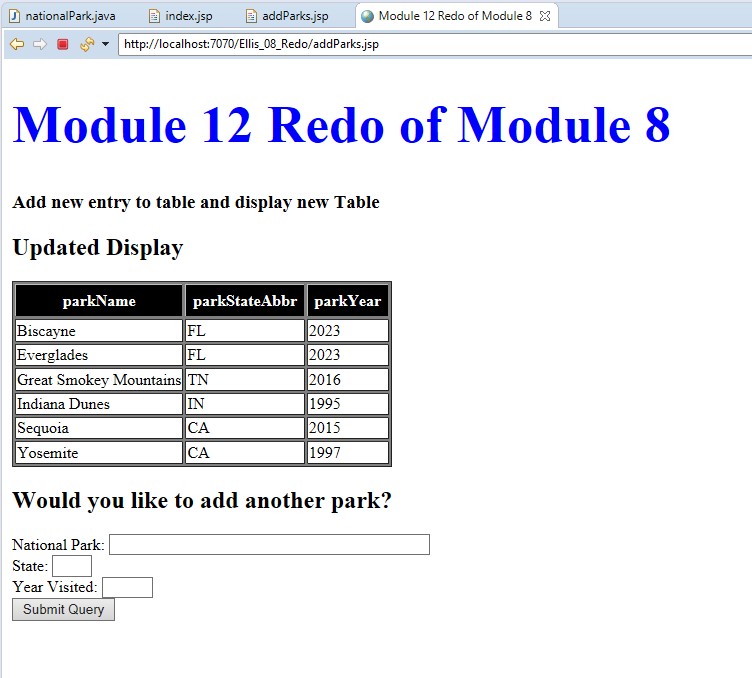 nationalPark.java index.jsp addParks.jsp Module 12 Redo of Module 8
http://localhost:7070/Ellis_08_Redo/addParks.jsp
Module 12 Redo of Module 8
Add new entry to table and display new Table
Updated Display
parkName parkStateAbbr parkYear
Biscayne FL 2023
Everglades FL 2023
Great Smokey Mountains TN 2016
Indiana Dunes IN 1995
Sequoia CA 2015
Yosemite CA 1997
Would you like to add another park?
National Park:
State:
Year Visited:
Submit Query